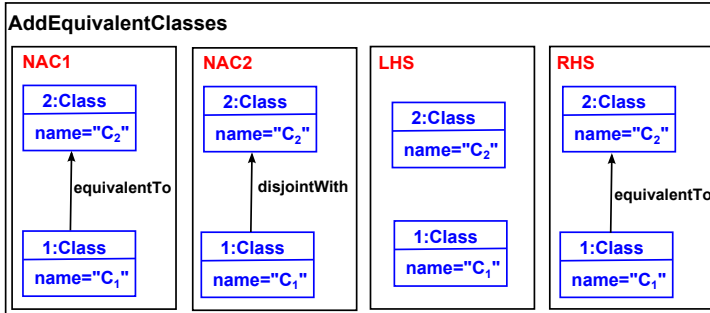 AddEquivalentClasses
NAC1
2:Class
name="C₂"
equivalentTo
1:Class
name="C₁"
NAC2
2:Class
name="C₂"
disjointWith
1:Class
name="C₁"
LHS
2:Class
name="C₂"
1:Class
name="C₁"
RHS
2:Class
name="C₂"
equivalentTo
1:Class
name="C₁"